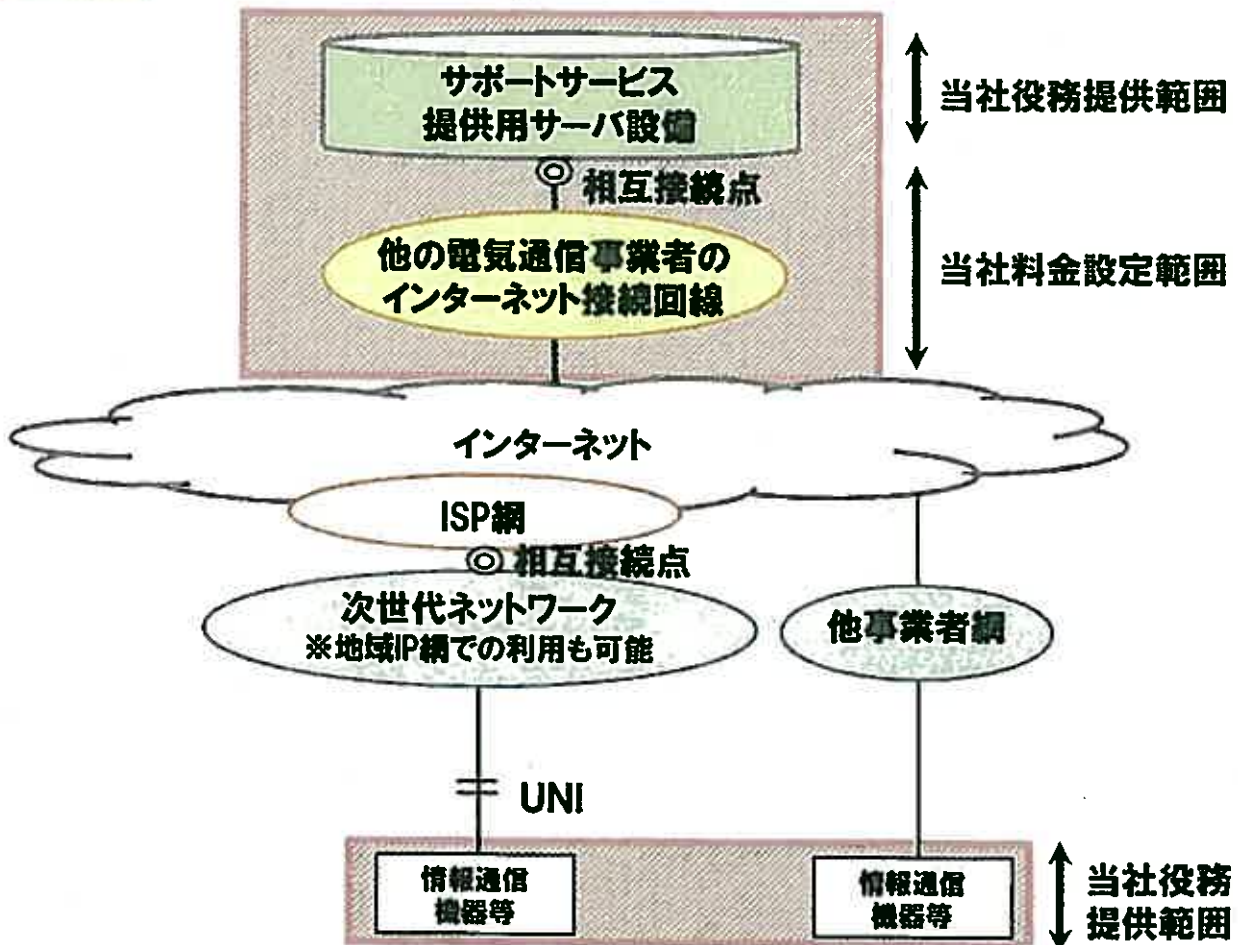 サポートサービス
提供用サーバ設備
当社役務提供範囲
相互接続点
他の電気通信事業者の
インターネット接続回線
当社料金設定範囲
インターネット
ISP網
相互接続点
次世代ネットワーク
※地域IP網での利用も可能
他事業者網
UNI
情報通信
機器等
情報通信
機器等
当社役務
提供範囲